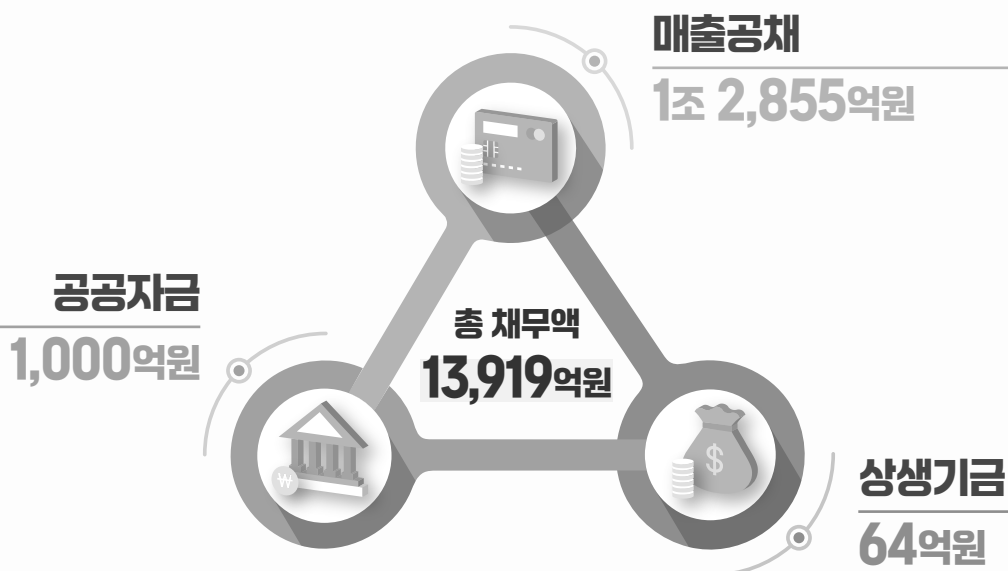 매출공채
1조 2,855억원
공공자금
1,000억원
총 채무액
13,919억원
상생기금
64억원
$
₩